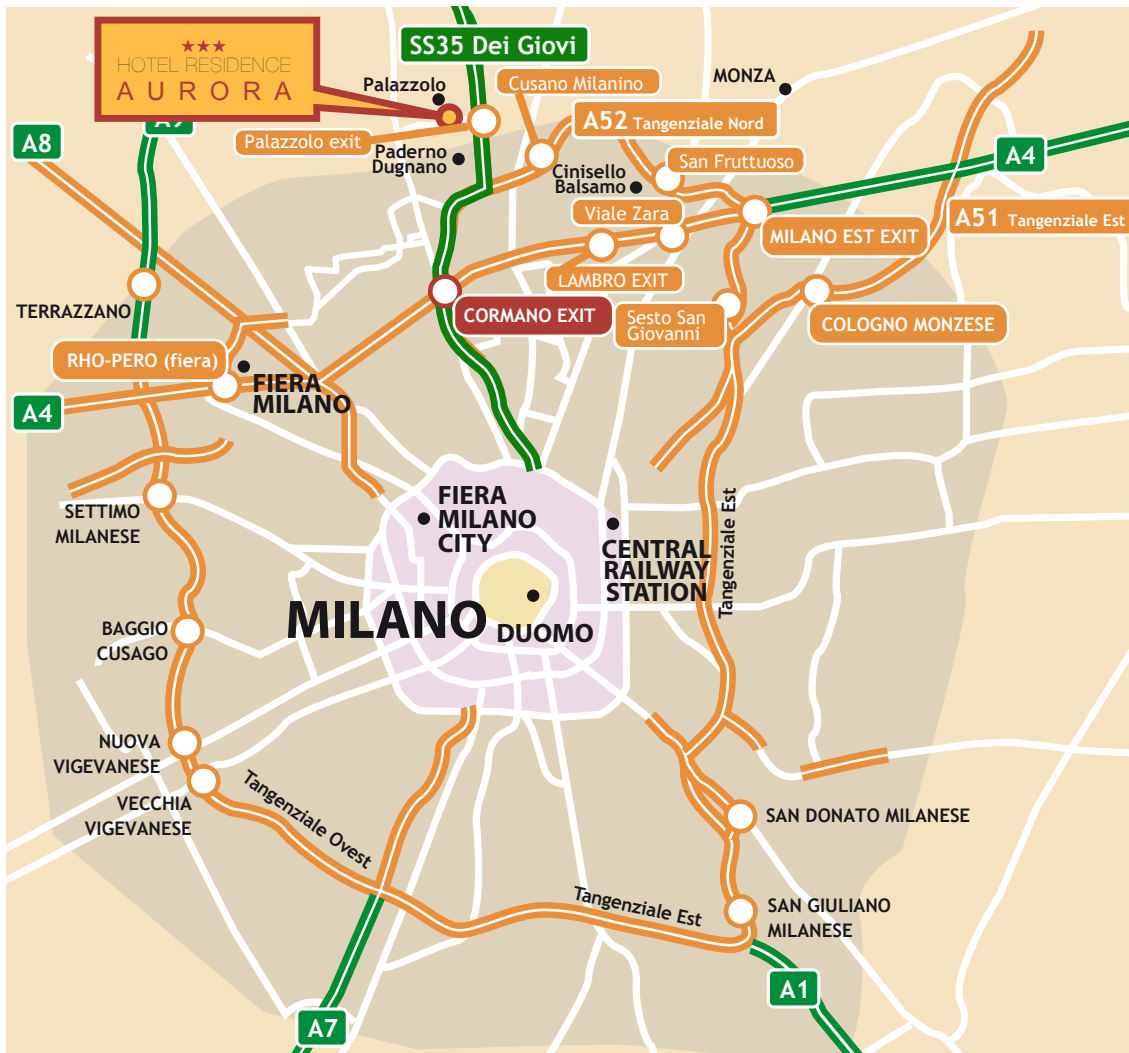 SS35 Dei Giovi
★★★
HOTEL RESIDENCE
AURORA
Palazzolo
Cusano Milanino
MONZA
A9
A8
Palazzolo exit
A52 Tangenziale Nord
Paderno
Dugnano
Cinisello
Balsamo
San Fruttuoso
A4
Viale Zara
A51 Tangenziale Est
MILANO EST EXIT
LAMBRO EXIT
TERRAZZANO
CORMANO EXIT
Sesto San
Giovanni
COLOGNO MONZESE
RHO-PERO (fiera)
FIERA
MILANO
A4
SETTIMO
MILANESE
FIERA
MILANO
CITY
CENTRAL
RAILWAY
STATION
Tangenziale Est
MILANO
DUOMO
BAGGIO
CUSAGO
NUOVA
VIGEVANESE
VECCHIA
VIGEVANESE
Tangenziale Ovest
SAN DONATO MILANESE
Tangenziale Est
SAN GIULIANO
MILANESE
A1
A7